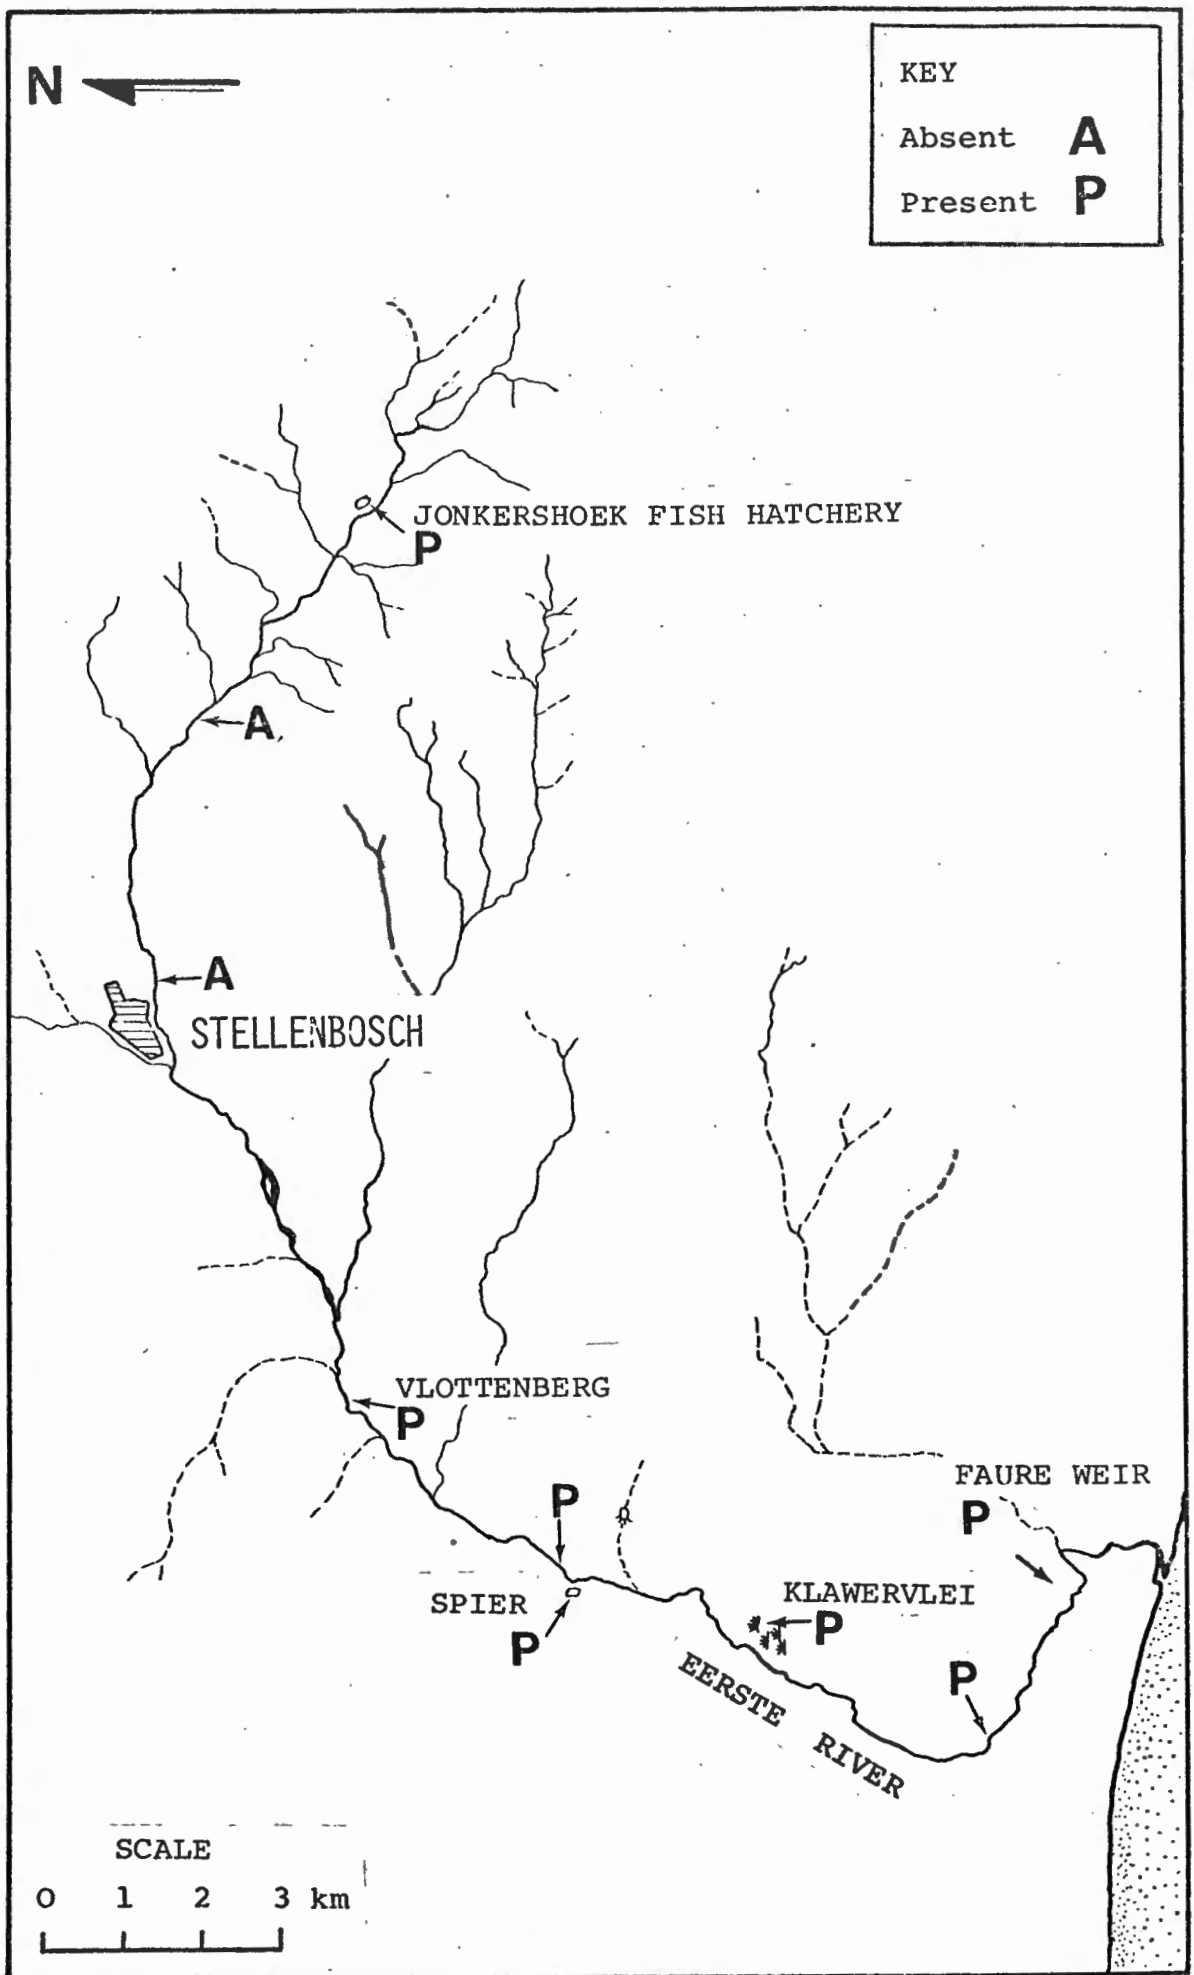 N
KEY
Absent A
Present P
JONKERSHOEK FISH HATCHERY
P
A
A
STELLENBOSCH
VLOTTENBERG
P
FAURE WEIR
P
P
KLAWERVLEI
P
SPIER
P
P
EERSTE RIVER
SCALE
0 1 2 3 km